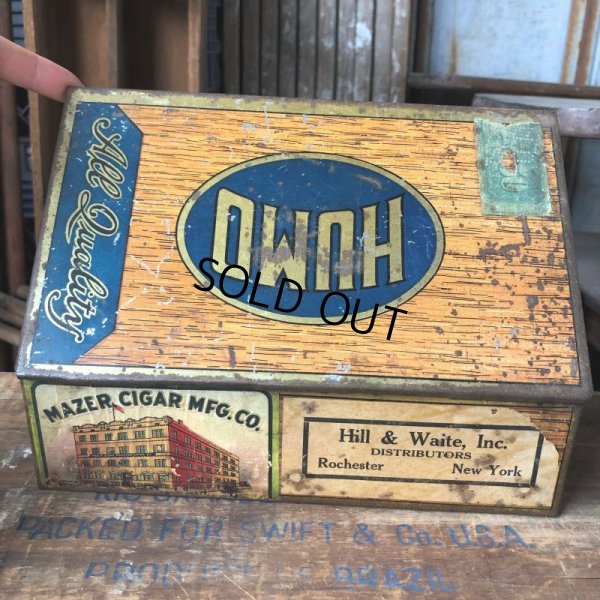 All Quality
HUMO
SOLD OUT
MAZER CIGAR MFG. CO.
Hill & Waite, Inc.
DISTRIBUTORS
Rochester New York
PACKED FOR SWIFT & Co. U.S.A.
BRAZIL